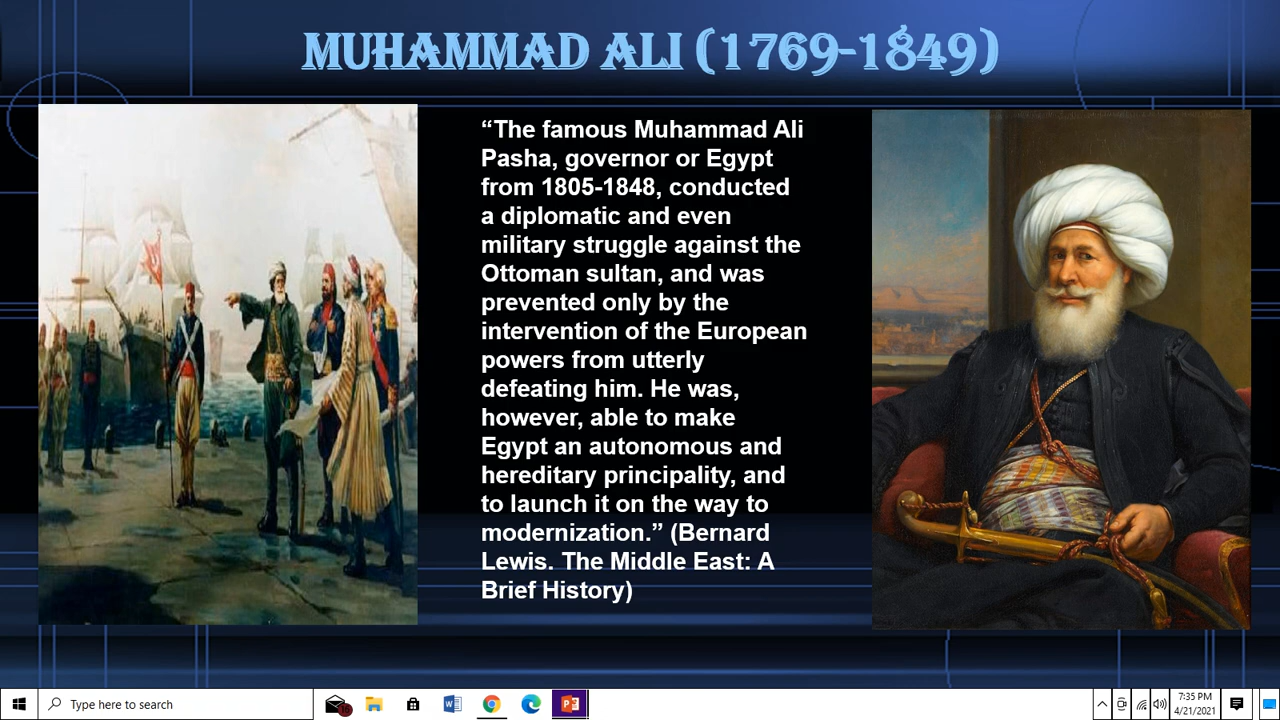 MUHAMMAD ALI (1769-1849)
“The famous Muhammad Ali
Pasha, governor or Egypt
from 1805-1848, conducted
a diplomatic and even
military struggle against the
Ottoman sultan, and was
prevented only by the
intervention of the European
powers from utterly
defeating him. He was,
however, able to make
Egypt an autonomous and
hereditary principality, and
to launch it on the way to
modernization.” (Bernard
Lewis. The Middle East: A
Brief History)
Type here to search
7:35 PM
4/21/2021